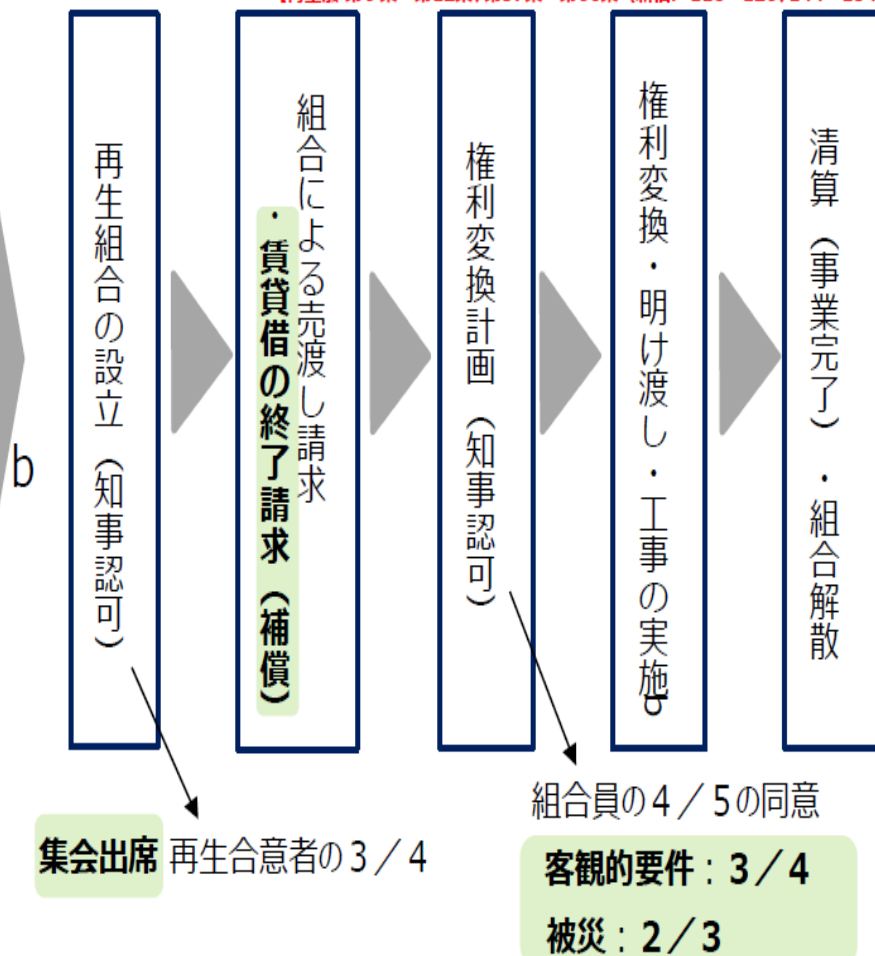 b
再生組合の設立（知事認可）
組合による売渡し請求
・賃貸借の終了請求（補償）
権利変換計画（知事認可）
権利変換・明け渡し・工事の実施
b
清算（事業完了）・組合解散
集会出席 再生合意者の3／4
組合員の4／5の同意
客観的要件：3／4
被災：2／3